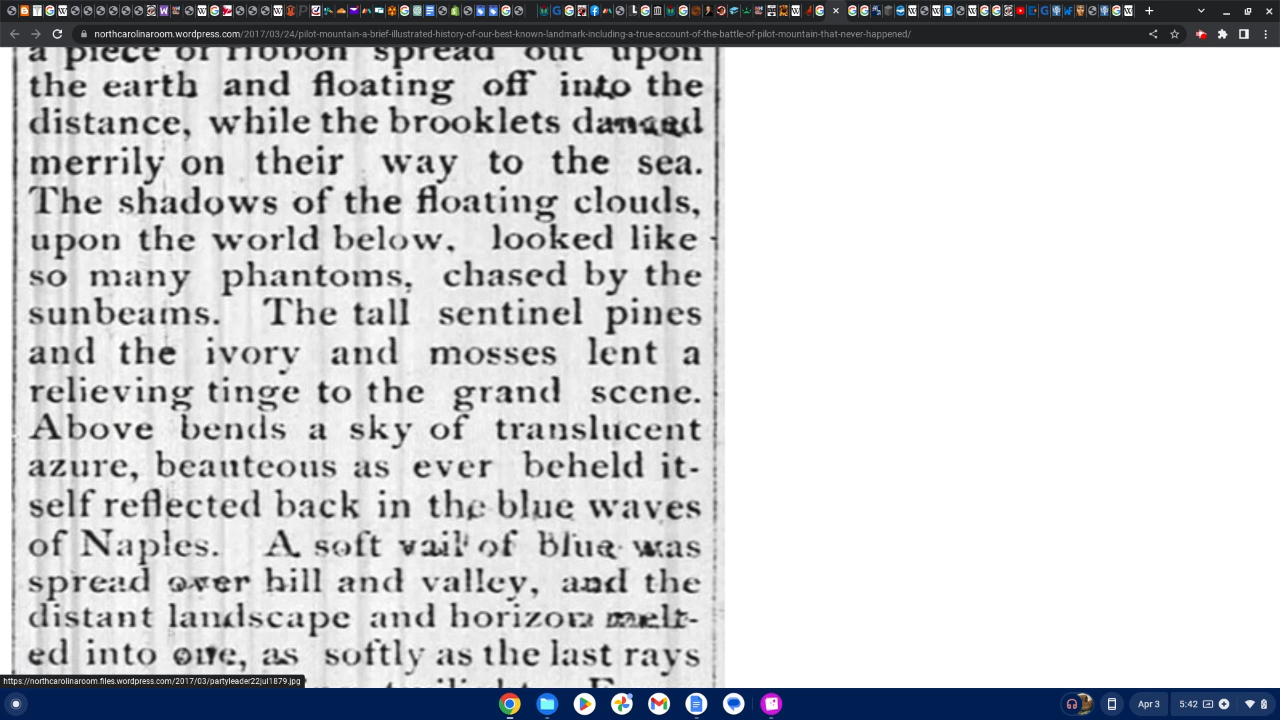 northcarolinaroom.wordpress.com/2017/03/24/pilot-mountain-a-brief-illustrated-history-of-our-best-known-landmark-including-a-true-account-of-the-battle-of-pilot-mountain-that-never-happened/
a piece of ribbon spread out upon
the earth and floating off into the
distance, while the brooklets danced
merrily on their way to the sea.
The shadows of the floating clouds,
upon the world below, looked like
so many phantoms, chased by the
sunbeams. The tall sentinel pines
and the ivory and mosses lent a
relieving tinge to the grand scene.
Above bends a sky of translucent
azure, beauteous as ever beheld it-
self reflected back in the blue waves
of Naples. A soft vail of blue was
spread over hill and valley, and the
distant landscape and horizon melt-
ed into one, as softly as the last rays
https://northcarolinaroom.files.wordpress.com/2017/03/partyleader22jul1879.jpg
Apr 3 5:42